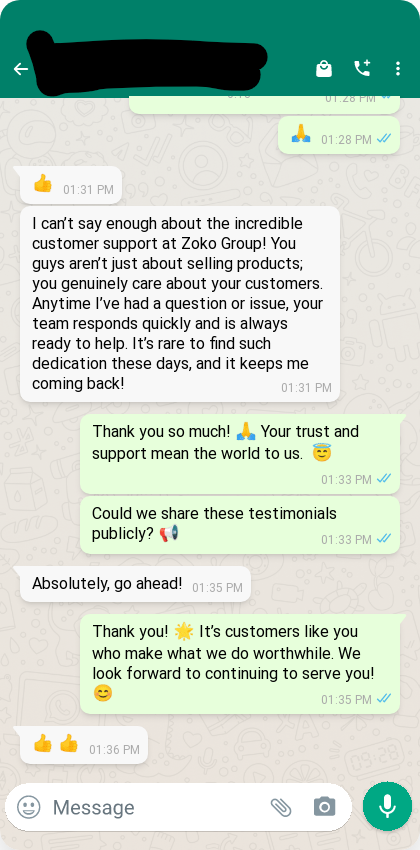 01:28 PM
🙏 01:28 PM
👍 01:31 PM
I can't say enough about the incredible
customer support at Zoko Group! You
guys aren't just about selling products;
you genuinely care about your customers.
Anytime I've had a question or issue, your
team responds quickly and is always
ready to help. It's rare to find such
dedication these days, and it keeps me
coming back!
01:31 PM
Thank you so much! 🙏 Your trust and
support mean the world to us. 😇
01:33 PM
Could we share these testimonials
publicly? 📢
01:33 PM
Absolutely, go ahead! 01:35 PM
Thank you! 🌟 It's customers like you
who make what we do worthwhile. We
look forward to continuing to serve you!
😊
01:35 PM
👍 👍 01:36 PM
Message